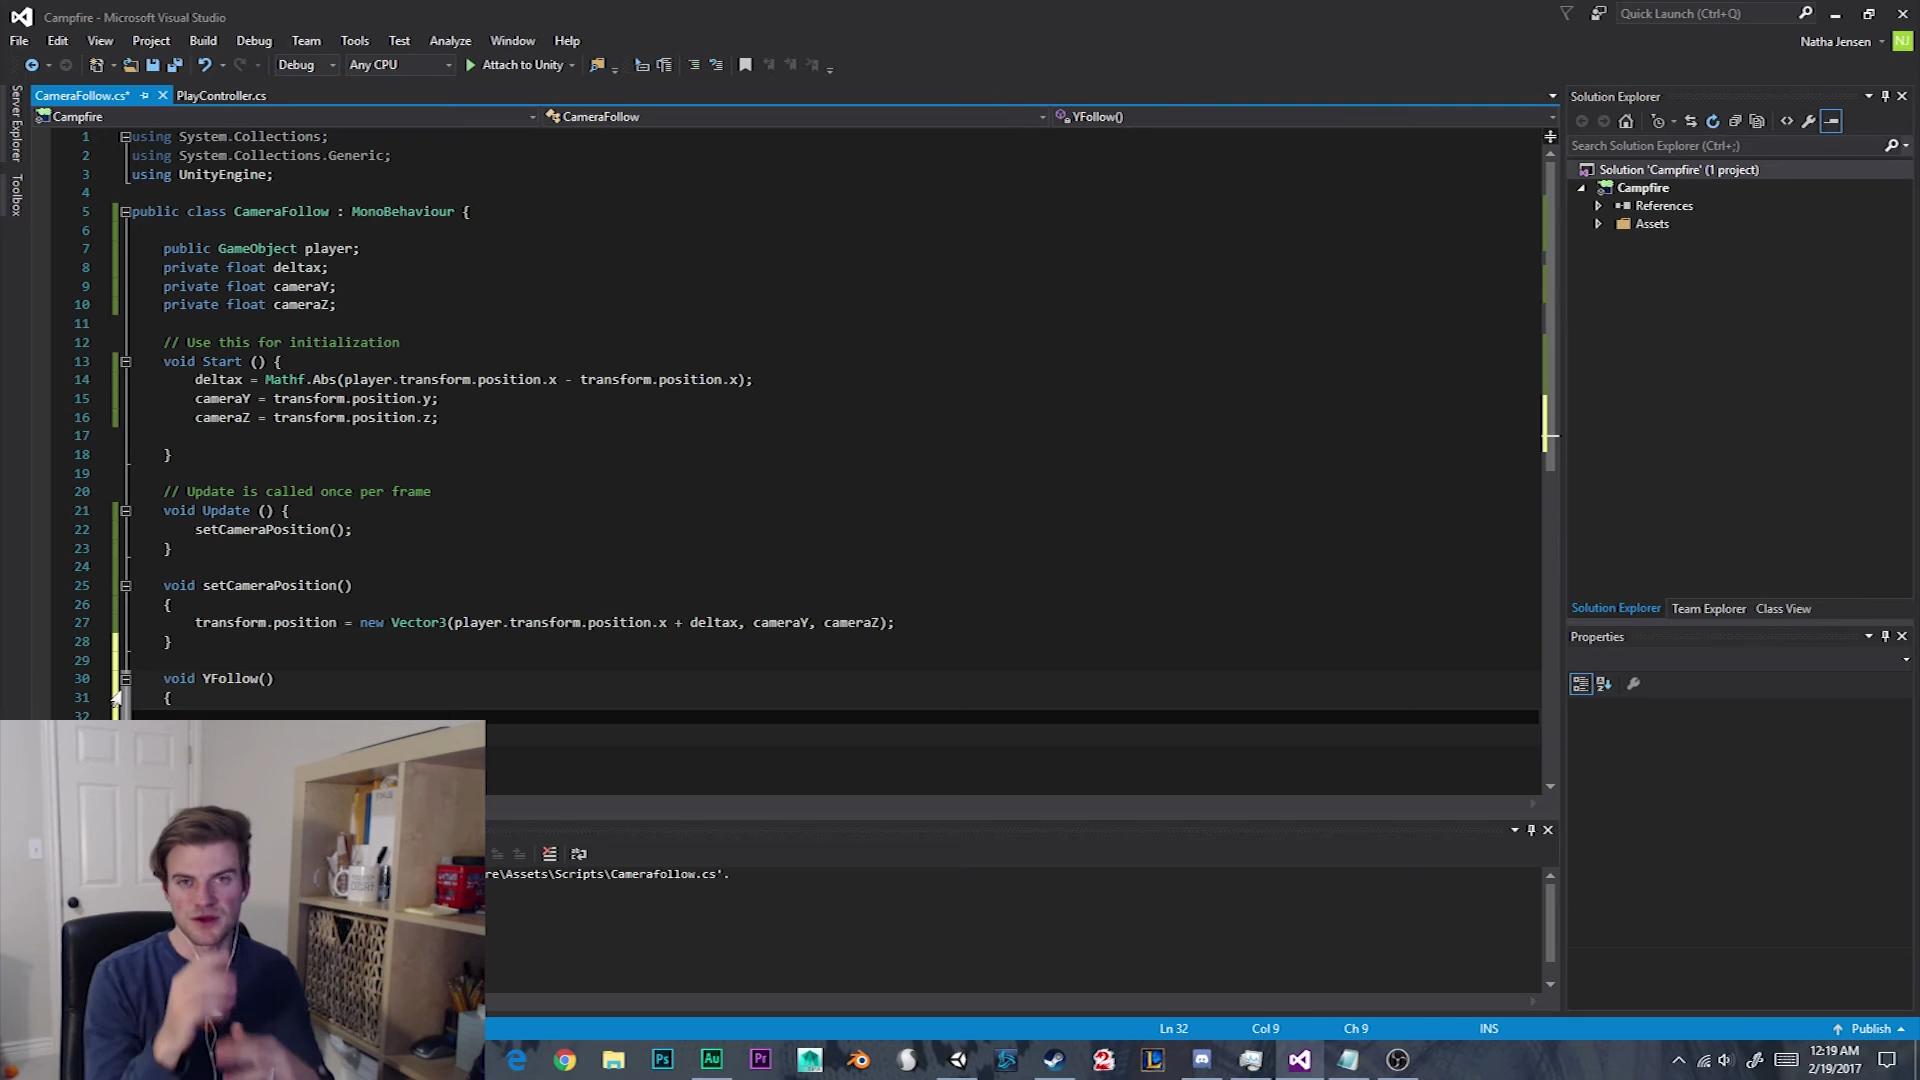 Campfire - Microsoft Visual Studio
Quick Launch (Ctrl+Q)
File Edit View Project Build Debug Team Tools Test Analyze Window Help
Natha Jensen
NJ
Debug Any CPU Attach to Unity
CameraFollow.cs* PlayController.cs
Campfire CameraFollow YFollow()
Server Explorer
Toolbox
1 using System.Collections;
2 using System.Collections.Generic;
3 using UnityEngine;
4
5 public class CameraFollow : MonoBehaviour {
6
7 public GameObject player;
8 private float deltax;
9 private float cameraY;
10 private float cameraZ;
11
12 // Use this for initialization
13 void Start () {
14 deltax = Mathf.Abs(player.transform.position.x - transform.position.x);
15 cameraY = transform.position.y;
16 cameraZ = transform.position.z;
17
18 }
19
20 // Update is called once per frame
21 void Update () {
22 setCameraPosition();
23 }
24
25 void setCameraPosition()
26 {
27 transform.position = new Vector3(player.transform.position.x + deltax, cameraY, cameraZ);
28 }
29
30 void YFollow()
31 {
32
Solution Explorer
Search Solution Explorer (Ctrl+;)
Solution 'Campfire' (1 project)
Campfire
References
Assets
Solution Explorer Team Explorer Class View
Properties
re\Assets\Scripts\Camerafollow.cs'.
Ln 32 Col 9 Ch 9 INS Publish
Ps Au Pr
12:19 AM
2/19/2017